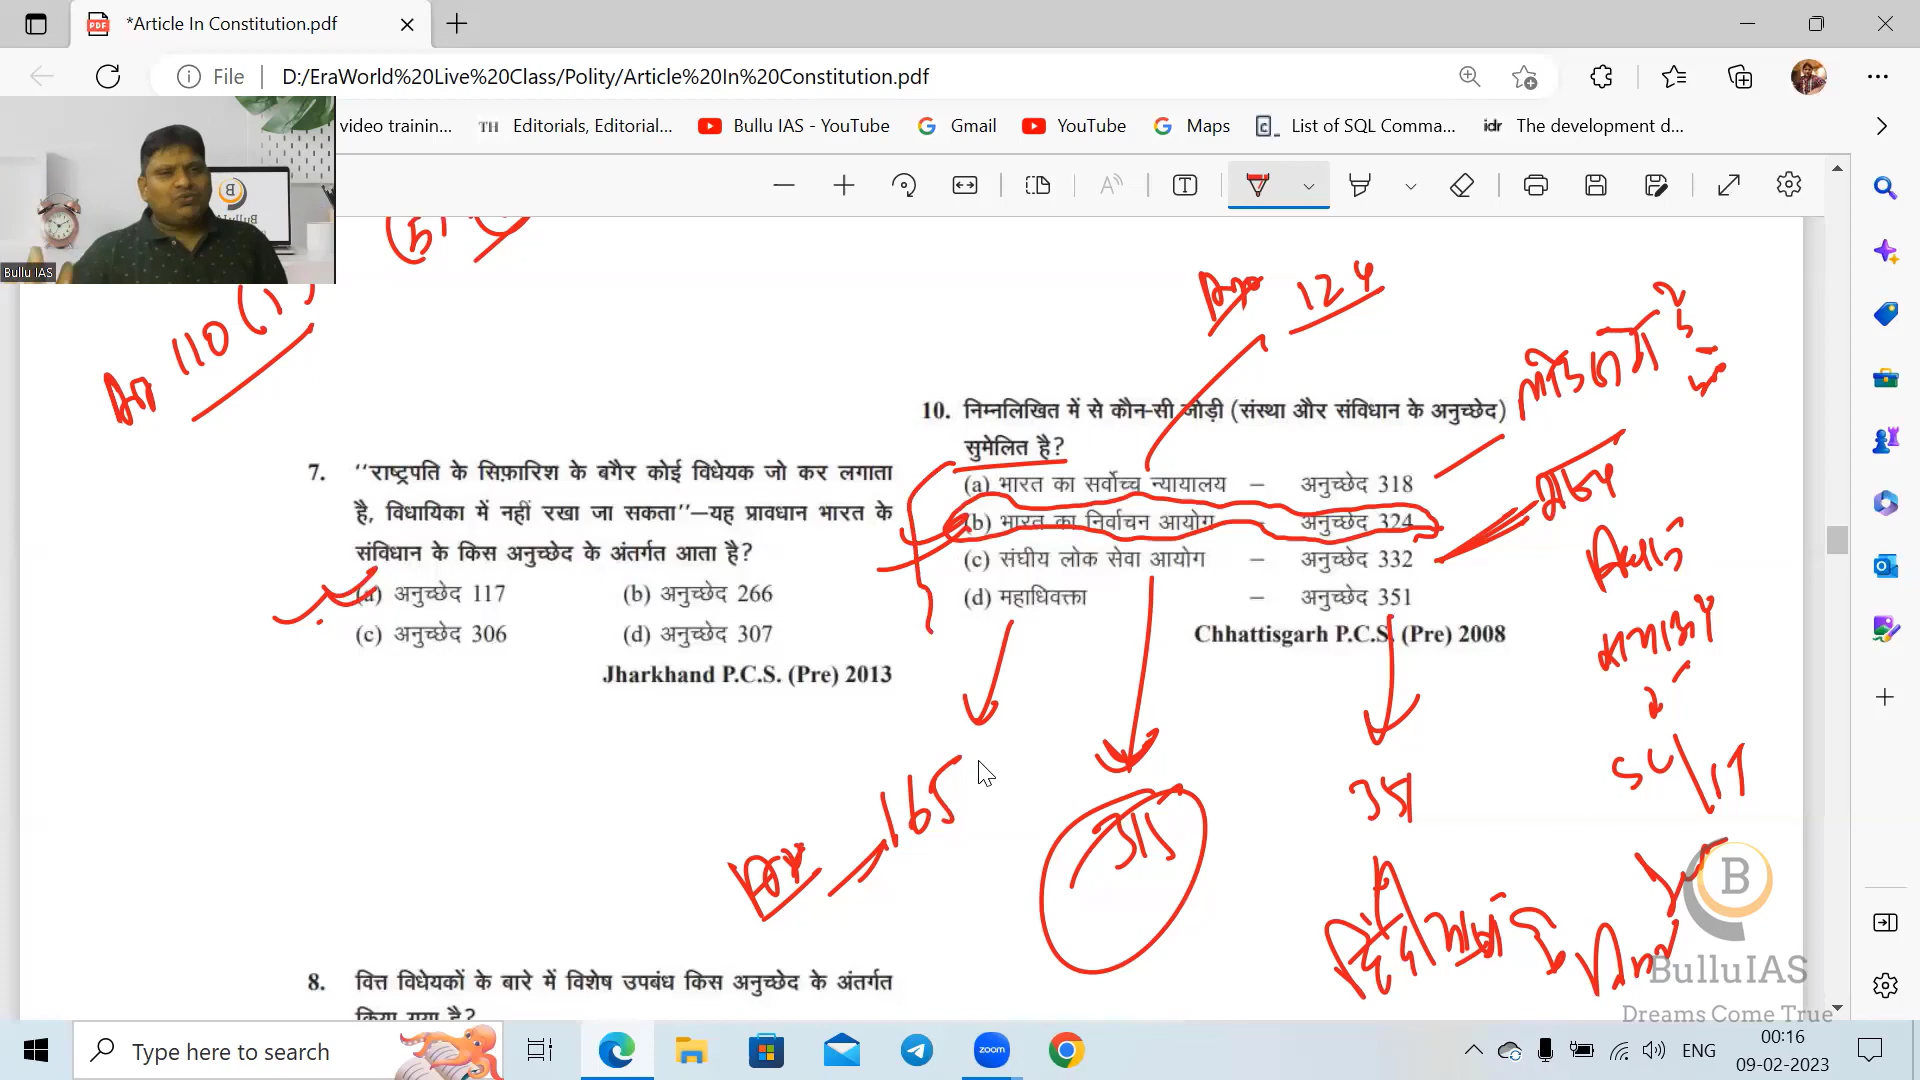 *Article In Constitution.pdf
File
D:/EraWorld%20Live%20Class/Polity/Article%20In%20Constitution.pdf
video trainin...
TH Editorials, Editorial...
Bullu IAS - YouTube
Gmail
YouTube
Maps
List of SQL Comma...
idr The development d...
Bullu IAS
110 (1)
124
7. ''राष्ट्रपति के सिफ़ारिश के बगैर कोई विधेयक जो कर लगाता
है, विधायिका में नहीं रखा जा सकता''–यह प्रावधान भारत के
संविधान के किस अनुच्छेद के अंतर्गत आता है?
(a) अनुच्छेद 117 (b) अनुच्छेद 266
(c) अनुच्छेद 306 (d) अनुच्छेद 307
Jharkhand P.C.S. (Pre) 2013
8. वित्त विधेयकों के बारे में विशेष उपबंध किस अनुच्छेद के अंतर्गत
किया गया है?
10. निम्नलिखित में से कौन-सी जोड़ी (संस्था और संविधान के अनुच्छेद)
सुमेलित है?
(a) भारत का सर्वोच्च न्यायालय – अनुच्छेद 318
(b) भारत का निर्वाचन आयोग – अनुच्छेद 324
(c) संघीय लोक सेवा आयोग – अनुच्छेद 332
(d) महाधिवक्ता – अनुच्छेद 351
Chhattisgarh P.C.S. (Pre) 2008
165
315
351
B
BulluIAS
Dreams Come True
Type here to search
zoom
ENG
00:16
09-02-2023